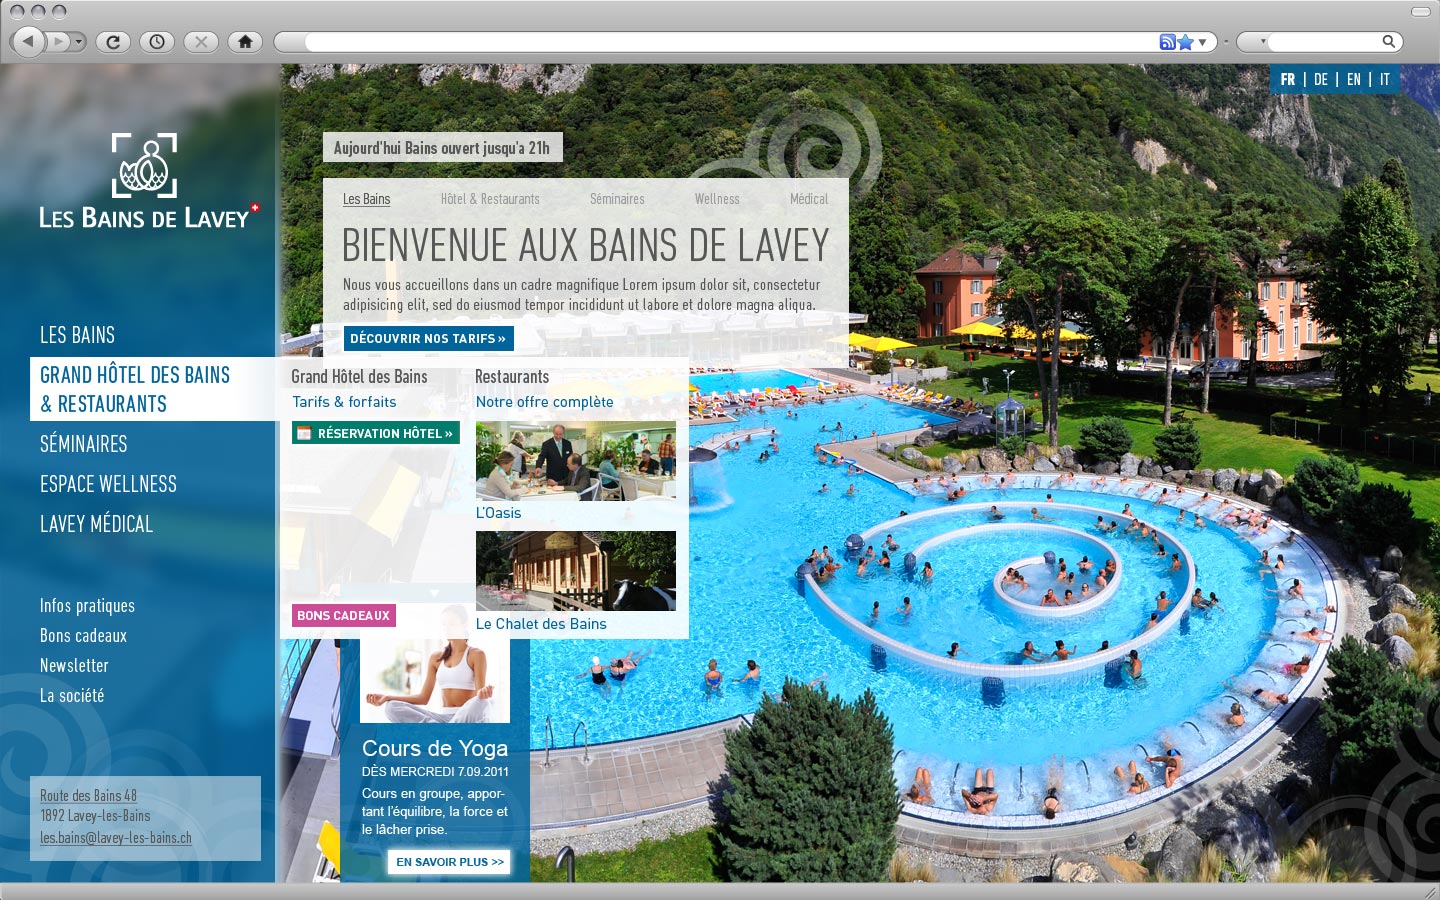 FR | DE | EN | IT
LES BAINS DE LAVEY
Aujourd'hui Bains ouvert jusqu'a 21h
Les Bains Hôtel & Restaurants Séminaires Wellness Médical
BIENVENUE AUX BAINS DE LAVEY
Nous vous accueillons dans un cadre magnifique Lorem ipsum dolor sit, consectetur
adipisicing elit, sed do eiusmod tempor incididunt ut labore et dolore magna aliqua.
DÉCOUVRIR NOS TARIFS »
LES BAINS
GRAND HÔTEL DES BAINS
& RESTAURANTS
SÉMINAIRES
ESPACE WELLNESS
LAVEY MÉDICAL
Grand Hôtel des Bains
Tarifs & forfaits
RÉSERVATION HÔTEL »
BONS CADEAUX
Restaurants
Notre offre complète
L'Oasis
Le Chalet des Bains
Infos pratiques
Bons cadeaux
Newsletter
La société
Route des Bains 48
1892 Lavey-les-Bains
les.bains@lavey-les-bains.ch
Cours de Yoga
DÈS MERCREDI 7.09.2011
Cours en groupe, appor-
tant l'équilibre, la force et
le lâcher prise.
EN SAVOIR PLUS >>